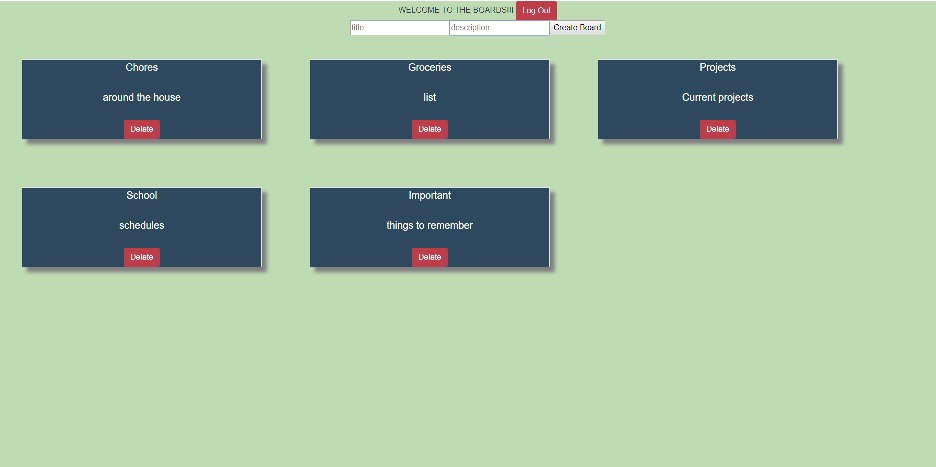 WELCOME TO THE BOARDS!!! Log Out
title description Create Board
Chores
around the house
Delete
Groceries
list
Delete
Projects
Current projects
Delete
School
schedules
Delete
Important
things to remember
Delete